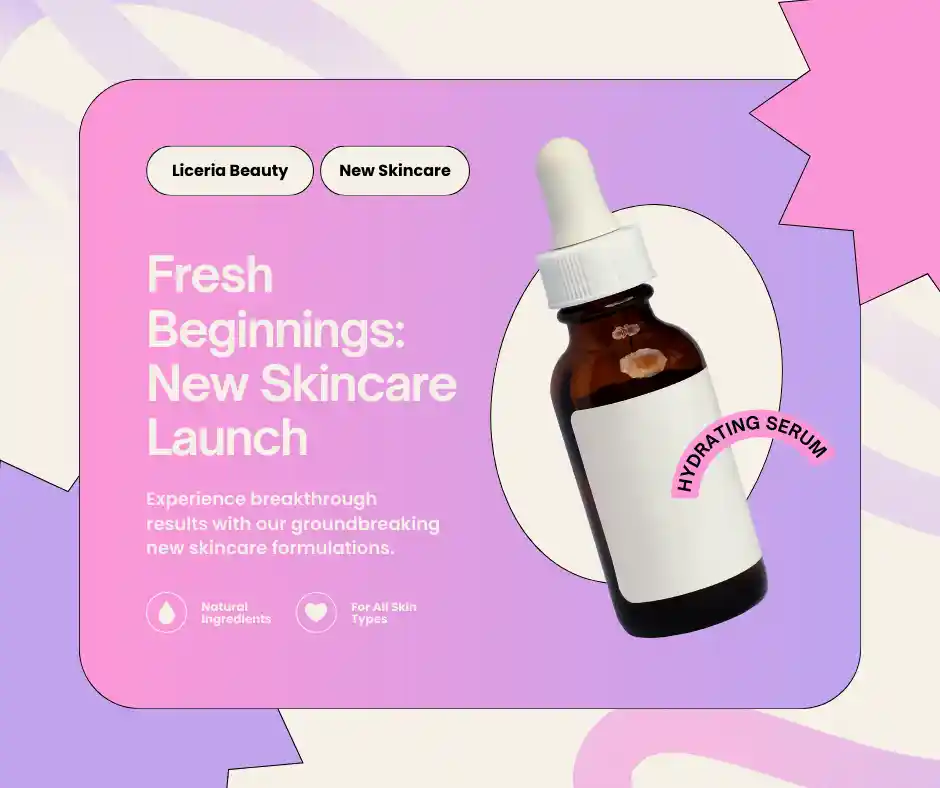 Liceria Beauty
New Skincare
Fresh
Beginnings:
New Skincare
Launch
Experience breakthrough
results with our groundbreaking
new skincare formulations.
Natural
Ingredients
For All Skin
Types
HYDRATING SERUM